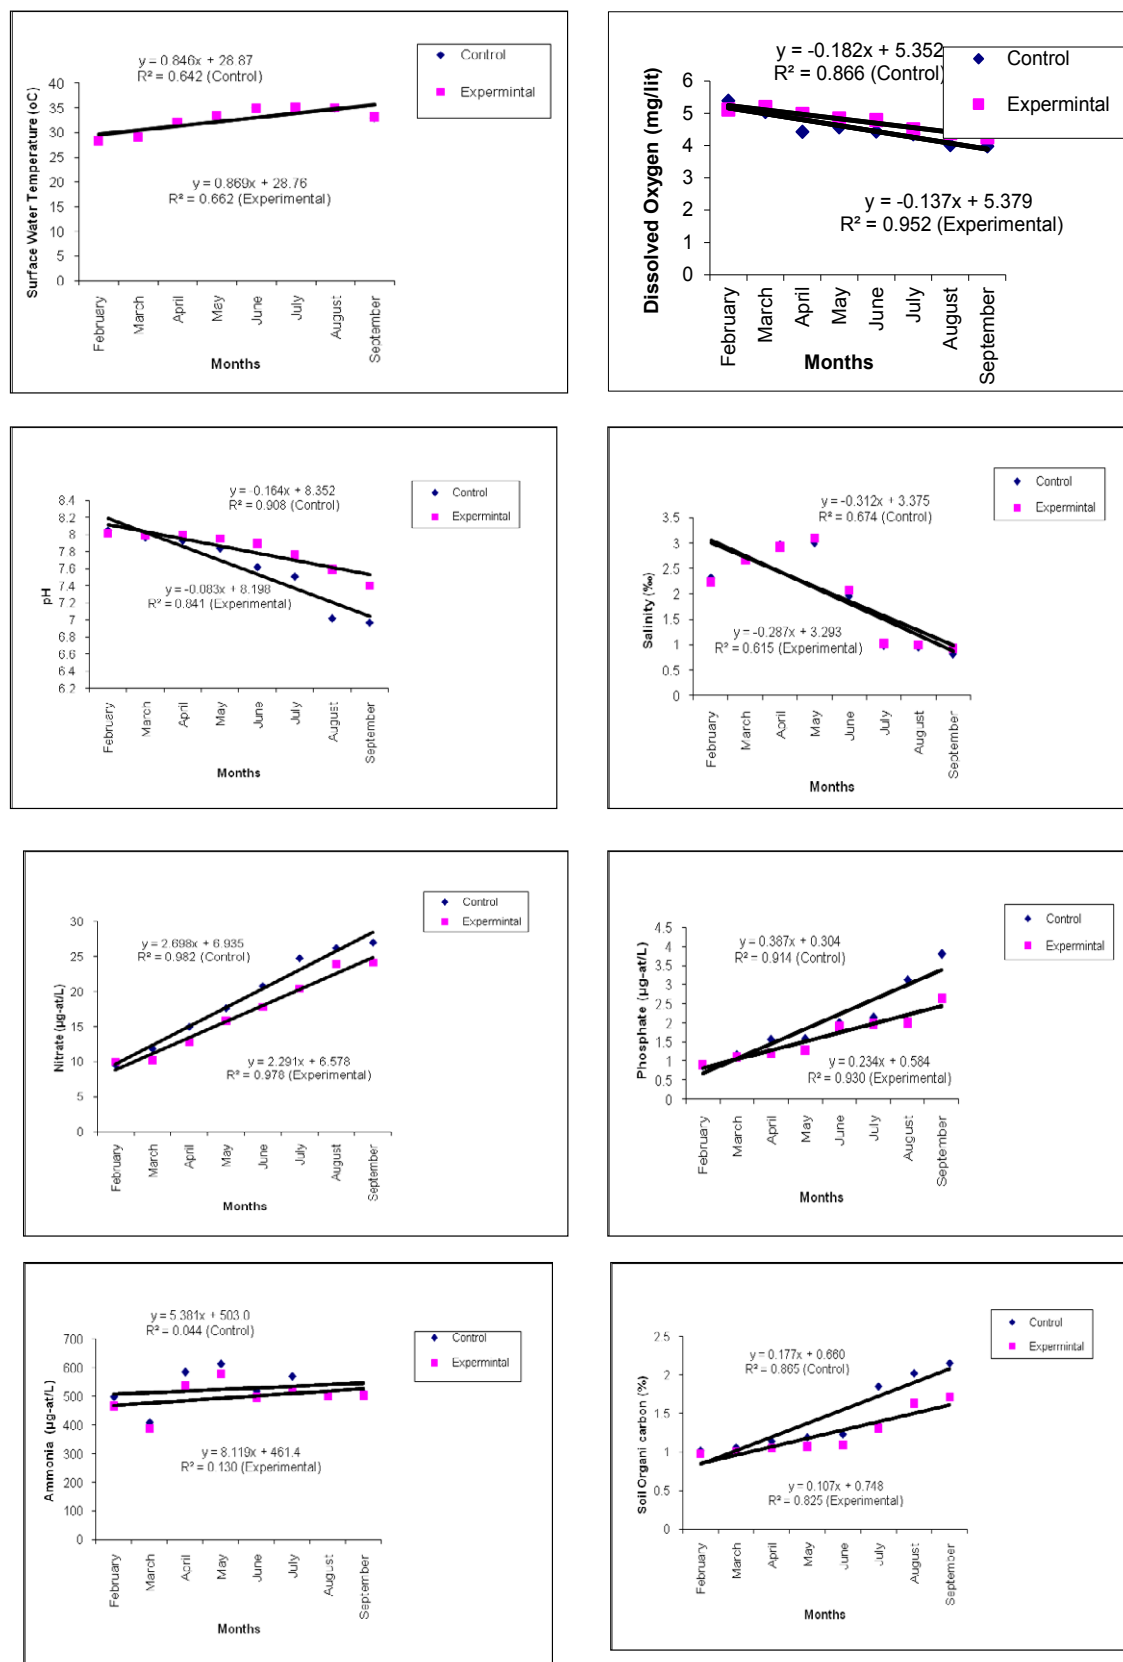 y = 0.846x + 28.87
R² = 0.642 (Control)
Control
Expermintal
40
35
30
25
20
15
10
5
0
Surface Water Temperature (oC)
y = 0.869x + 28.76
R² = 0.662 (Experimental)
February
March
April
May
June
July
August
September
Months
y = -0.182x + 5.352
R² = 0.866 (Control)
Control
Expermintal
6
5
4
3
2
1
0
Dissolved Oxygen (mg/lit)
y = -0.137x + 5.379
R² = 0.952 (Experimental)
February
March
April
May
June
July
August
September
Months
y = -0.164x + 8.352
R² = 0.908 (Control)
Control
Expermintal
8.4
8.2
8
7.8
7.6
7.4
7.2
7
6.8
6.6
6.4
6.2
pH
y = -0.083x + 8.198
R² = 0.841 (Experimental)
February
March
April
May
June
July
August
September
Months
y = -0.312x + 3.375
R² = 0.674 (Control)
Control
Expermintal
3.5
3
2.5
2
1.5
1
0.5
0
Salinity (‰)
y = -0.287x + 3.293
R² = 0.615 (Experimental)
February
March
April
May
June
July
August
September
Months
Control
Expermintal
30
25
20
15
10
5
0
Nitrate (µg-at/L)
y = 2.698x + 6.935
R² = 0.982 (Control)
y = 2.291x + 6.578
R² = 0.978 (Experimental)
February
March
April
May
June
July
August
September
Months
Control
Expermintal
4.5
4
3.5
3
2.5
2
1.5
1
0.5
0
Phosphate (µg-at/L)
y = 0.387x + 0.304
R² = 0.914 (Control)
y = 0.234x + 0.584
R² = 0.930 (Experimental)
February
March
April
May
June
July
August
September
Months
y = 5.381x + 503.0
R² = 0.044 (Control)
Control
Expermintal
700
600
500
400
300
200
100
0
Ammonia (µg-at/L)
y = 8.119x + 461.4
R² = 0.130 (Experimental)
February
March
April
May
June
July
August
September
Months
Control
Expermintal
2.5
2
1.5
1
0.5
0
Soil Organi carbon (%)
y = 0.177x + 0.660
R² = 0.865 (Control)
y = 0.107x + 0.748
R² = 0.825 (Experimental)
February
March
April
May
June
July
August
September
Months